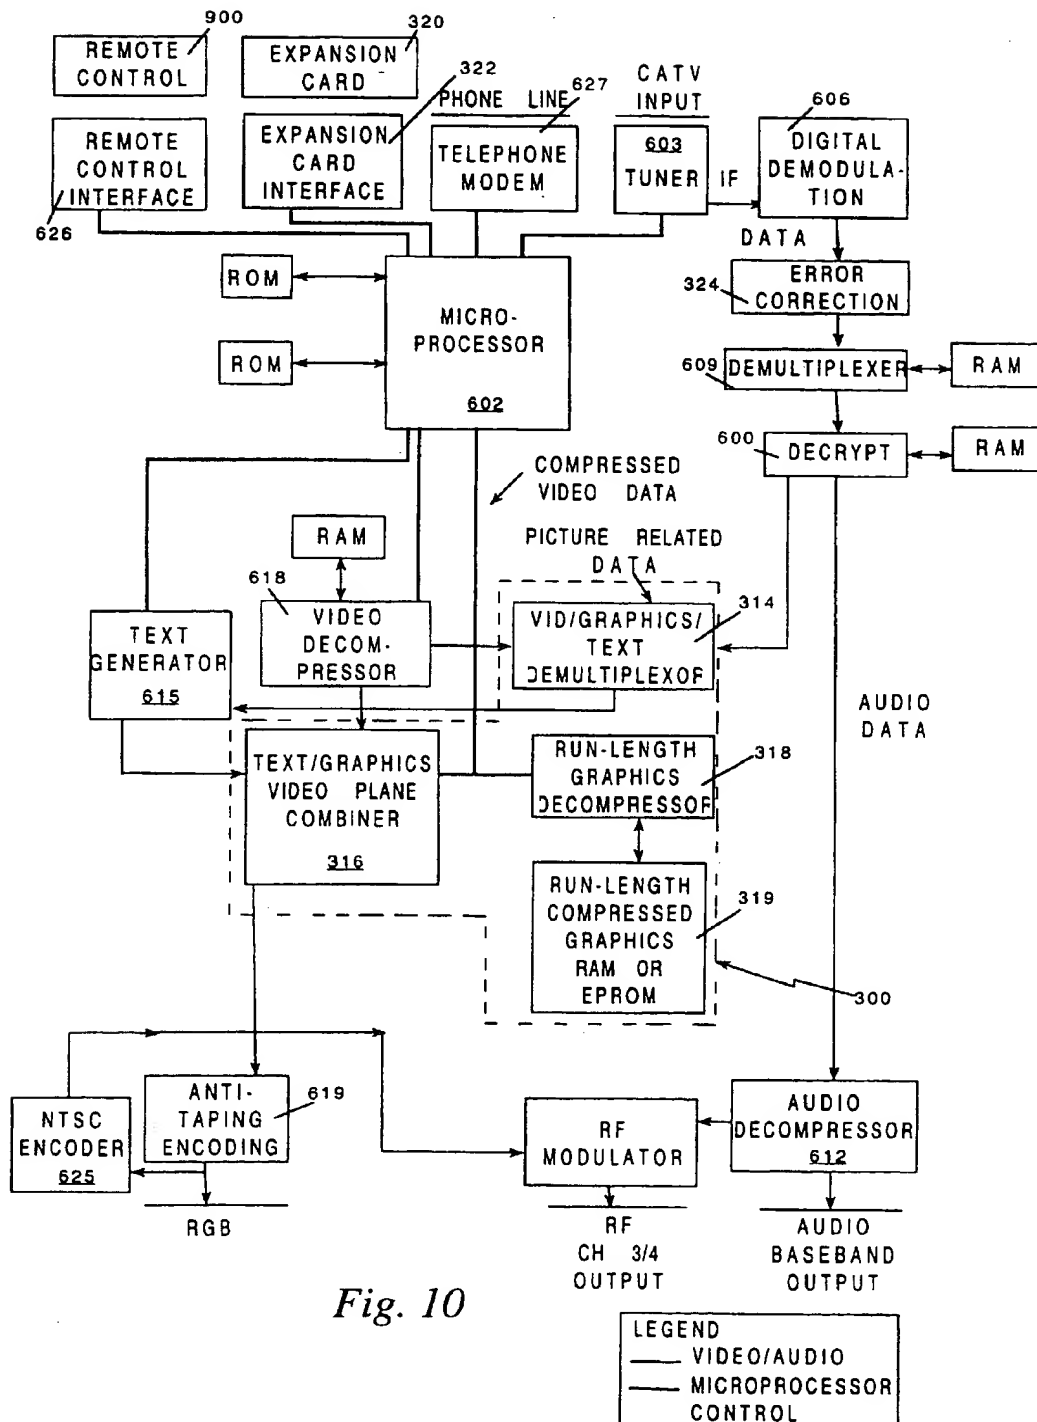 900
REMOTE
CONTROL
320
EXPANSION
CARD
322
PHONE LINE
627
CATV
INPUT
606
REMOTE
CONTROL
INTERFACE
626
EXPANSION
CARD
INTERFACE
TELEPHONE
MODEM
603
TUNER
IF
DIGITAL
DEMODULA-
TION
DATA
ROM
ROM
MICRO-
PROCESSOR
602
324
ERROR
CORRECTION
609
DEMULTIPLEXER
RAM
600
DECRYPT
RAM
COMPRESSED
VIDEO DATA
RAM
PICTURE RELATED
DATA
618
VIDEO
DECOM-
PRESSOR
VID/GRAPHICS/
TEXT
DEMULTIPLEXOF
314
TEXT
GENERATOR
615
AUDIO
DATA
TEXT/GRAPHICS
VIDEO PLANE
COMBINER
316
RUN-LENGTH
GRAPHICS
DECOMPRESSOF
318
RUN-LENGTH
COMPRESSED
GRAPHICS
RAM OR
EPROM
319
300
NTSC
ENCODER
625
ANTI-
TAPING
ENCODING
619
RF
MODULATOR
AUDIO
DECOMPRESSOR
612
RGB
RF
CH 3/4
OUTPUT
AUDIO
BASEBAND
OUTPUT
Fig. 10
LEGEND
VIDEO/AUDIO
MICROPROCESSOR
CONTROL